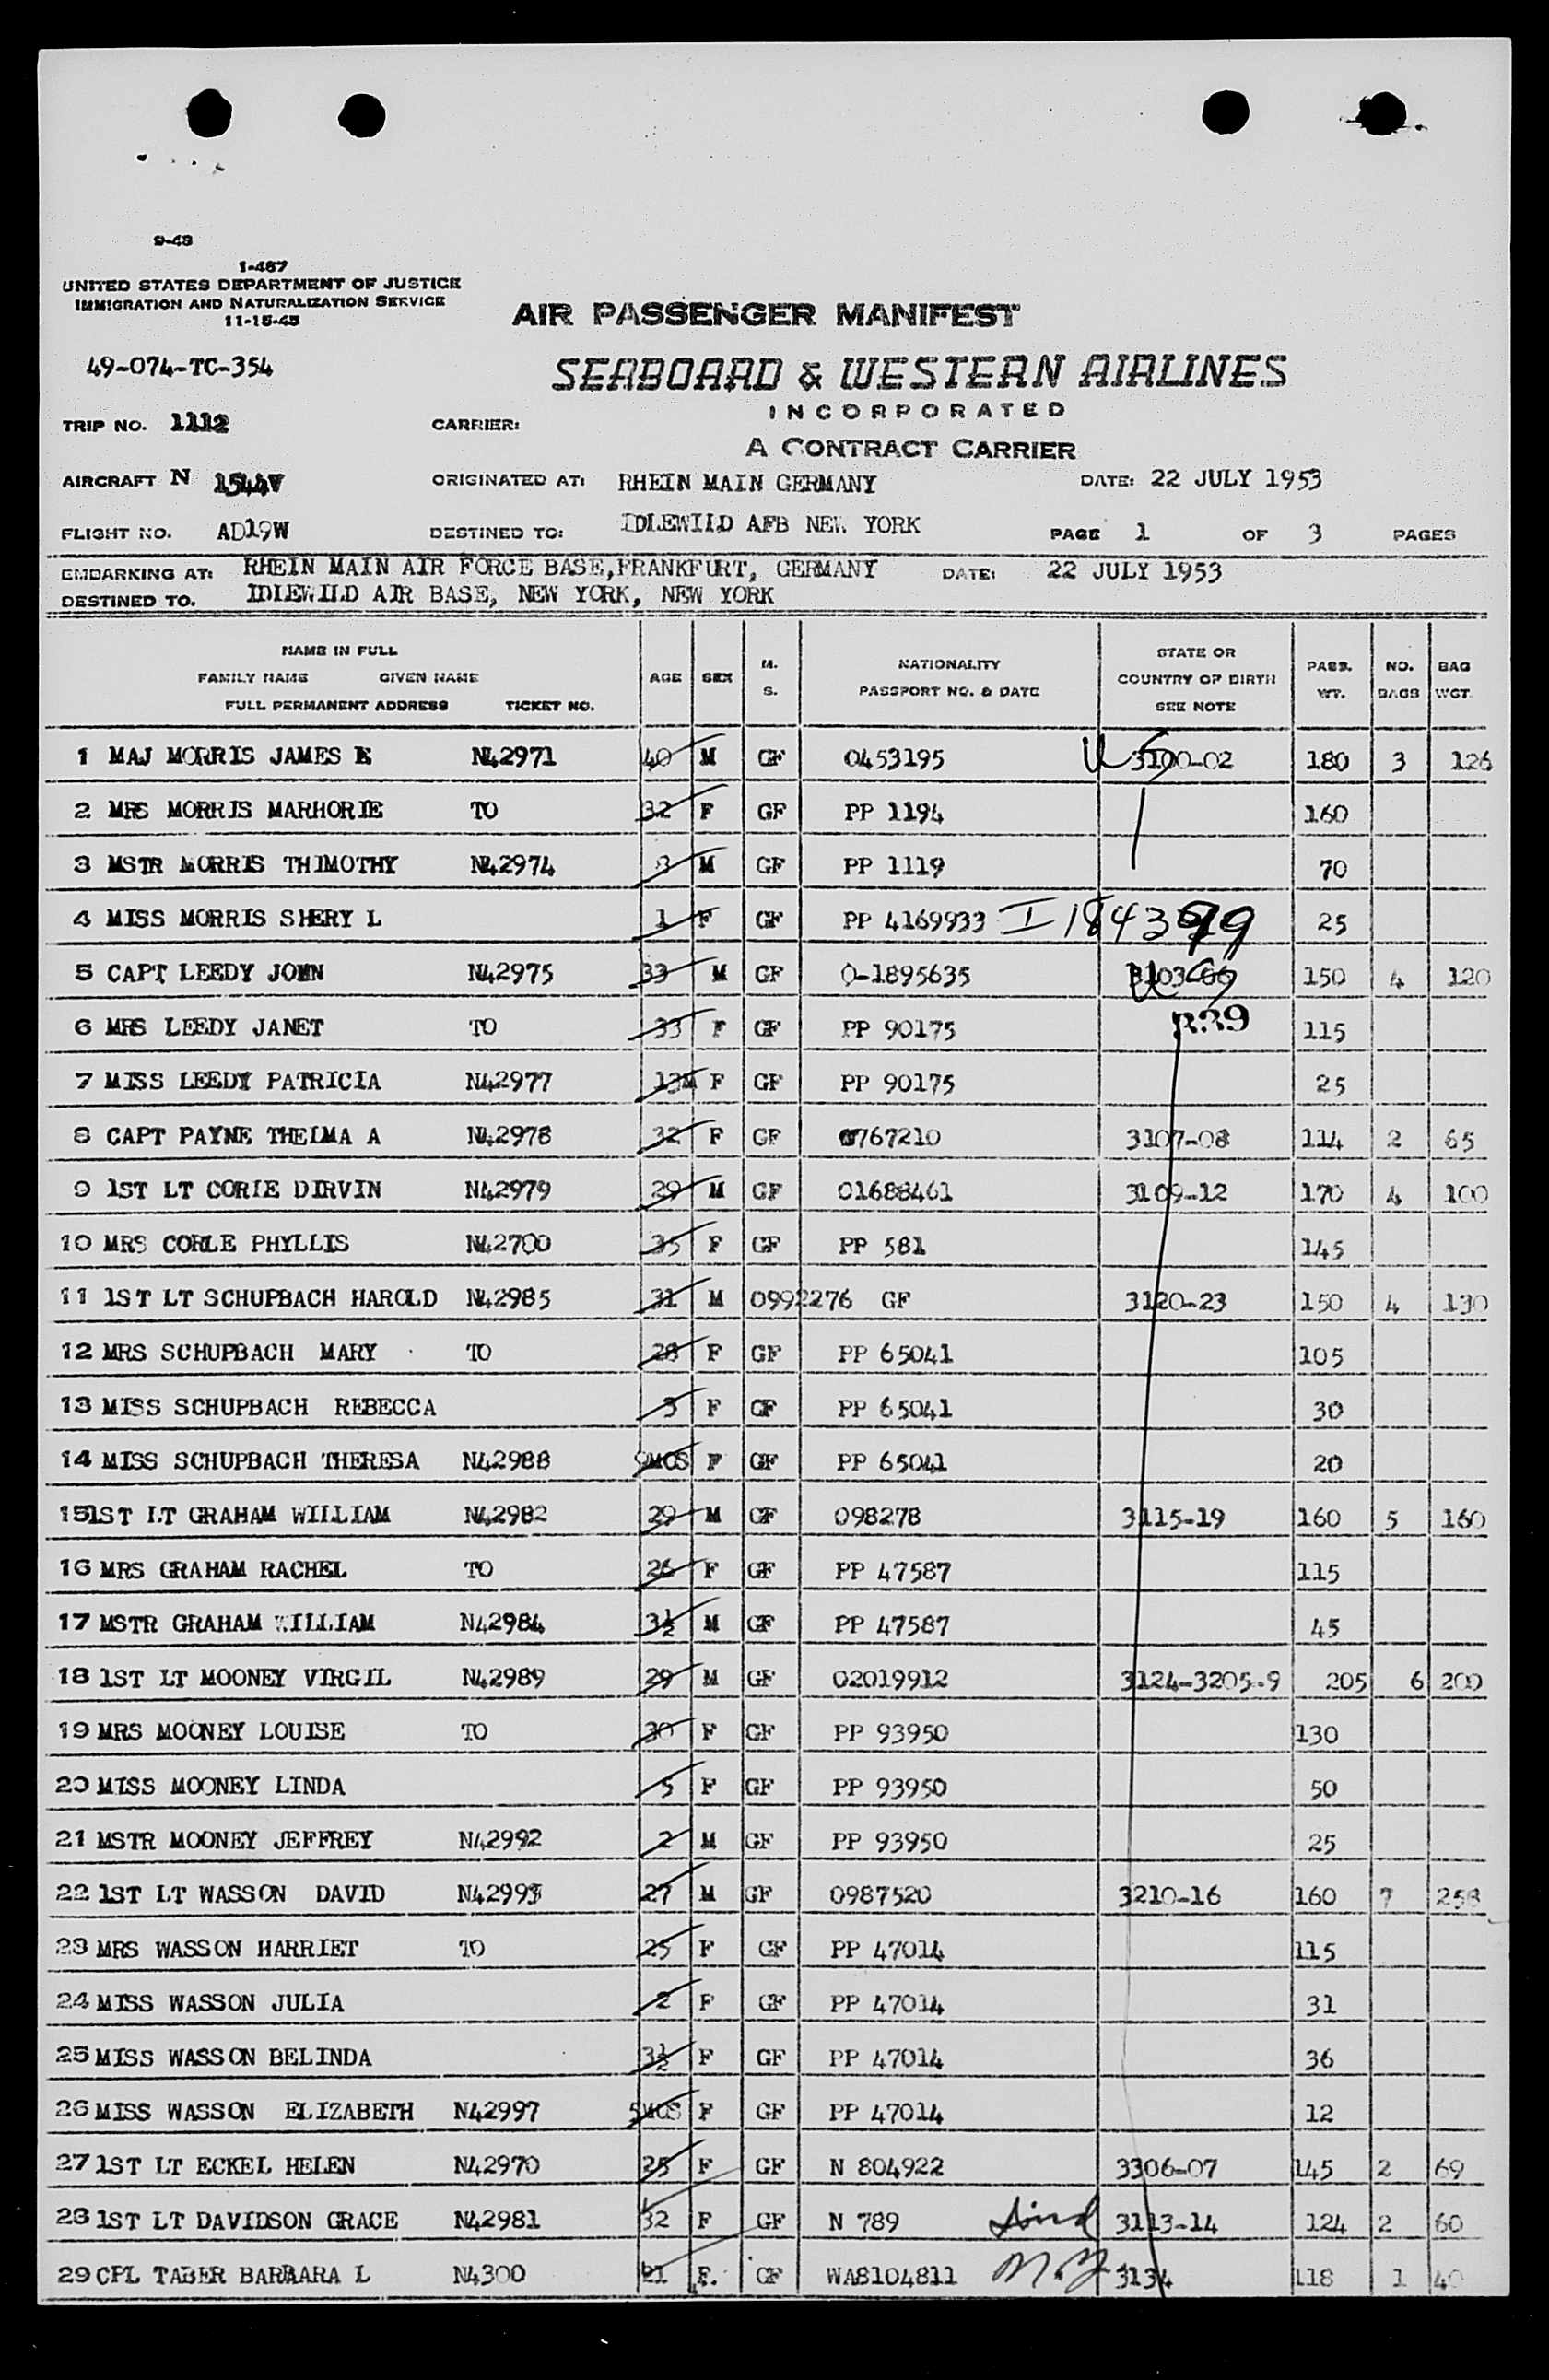 9-48
1-467
UNITED STATES DEPARTMENT OF JUSTICE
IMMIGRATION AND NATURALIZATION SERVICE
11-15-45
AIR PASSENGER MANIFEST
49-074-TC-354
SEABOARD & WESTERN AIRLINES
INCORPORATED
TRIP NO. 1112 CARRIER:
A CONTRACT CARRIER
AIRCRAFT N 1544V ORIGINATED AT: RHEIN MAIN GERMANY DATE: 22 JULY 1953
FLIGHT NO. AD19W DESTINED TO: IDLEWILD AFB NEW YORK PAGE 1 OF 3 PAGES
EMBARKING AT: RHEIN MAIN AIR FORCE BASE, FRANKFURT, GERMANY DATE: 22 JULY 1953
DESTINED TO. IDLEWILD AIR BASE, NEW YORK, NEW YORK
NAME IN FULL
FAMILY NAME GIVEN NAME
FULL PERMANENT ADDRESS TICKET NO.
AGE SEX M. S.
NATIONALITY
PASSPORT NO. & DATE
STATE OR
COUNTRY OF BIRTH
SEE NOTE
PASS. WT. NO. BAGS BAG WGT.
1 MAJ MORRIS JAMES E N42971 40 M GF 0453195 US 3100-02 180 3 126
2 MRS MORRIS MARHORIE TO 32 F GF PP 1194 160
3 MSTR MORRIS THIMOTHY N42974 8 M GF PP 1119 70
4 MISS MORRIS SHERY L 1 F GF PP 4169933 I 184399 25
5 CAPT LEEDY JOHN N42975 33 M GF O-1895635 US 3103-06 150 4 120
6 MRS LEEDY JANET TO 33 F GF PP 90175 R39 115
7 MISS LEEDY PATRICIA N42977 13M F GF PP 90175 25
8 CAPT PAYNE THELMA A N42978 32 F GF 0767210 3107-08 114 2 65
9 1ST LT CORIE DIRVIN N42979 29 M GF 01688461 3109-12 170 4 100
10 MRS CORLE PHYLLIS N42700 35 F GF PP 581 145
11 1ST LT SCHUPBACH HAROLD N42985 31 M 0992276 GF 3120-23 150 4 130
12 MRS SCHUPBACH MARY TO 28 F GF PP 65041 105
13 MISS SCHUPBACH REBECCA 3 F GF PP 65041 30
14 MISS SCHUPBACH THERESA N42988 9MOS F GF PP 65041 20
15 1ST LT GRAHAM WILLIAM N42982 29 M GF 098278 3115-19 160 5 160
16 MRS GRAHAM RACHEL TO 26 F GF PP 47587 115
17 MSTR GRAHAM WILLIAM N42984 3½ M GF PP 47587 45
18 1ST LT MOONEY VIRGIL N42989 29 M GF 02019912 3124-3205-9 205 6 200
19 MRS MOONEY LOUISE TO 30 F GF PP 93950 130
20 MISS MOONEY LINDA 5 F GF PP 93950 50
21 MSTR MOONEY JEFFREY N42992 2 M GF PP 93950 25
22 1ST LT WASSON DAVID N42993 27 M GF 0987520 3210-16 160 7 258
23 MRS WASSON HARRIET TO 25 F GF PP 47014 115
24 MISS WASSON JULIA 2 F GF PP 47014 31
25 MISS WASSON BELINDA 3½ F GF PP 47014 36
26 MISS WASSON ELIZABETH N42997 5MOS F GF PP 47014 12
27 1ST LT ECKEL HELEN N42970 25 F GF N 804922 3306-07 145 2 69
28 1ST LT DAVIDSON GRACE N42981 32 F GF N 789 3113-14 124 2 60
29 CPL TABER BARBARA L N4300 21 F. GF WA8104811 N.Y. 3134 118 1 40